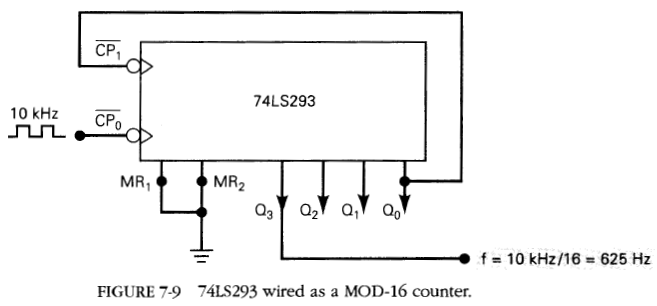 CP₁
74LS293
10 kHz
CP₀
MR₁
MR₂
Q₃
Q₂
Q₁
Q₀
f = 10 kHz/16 = 625 Hz
FIGURE 7-9 74LS293 wired as a MOD-16 counter.